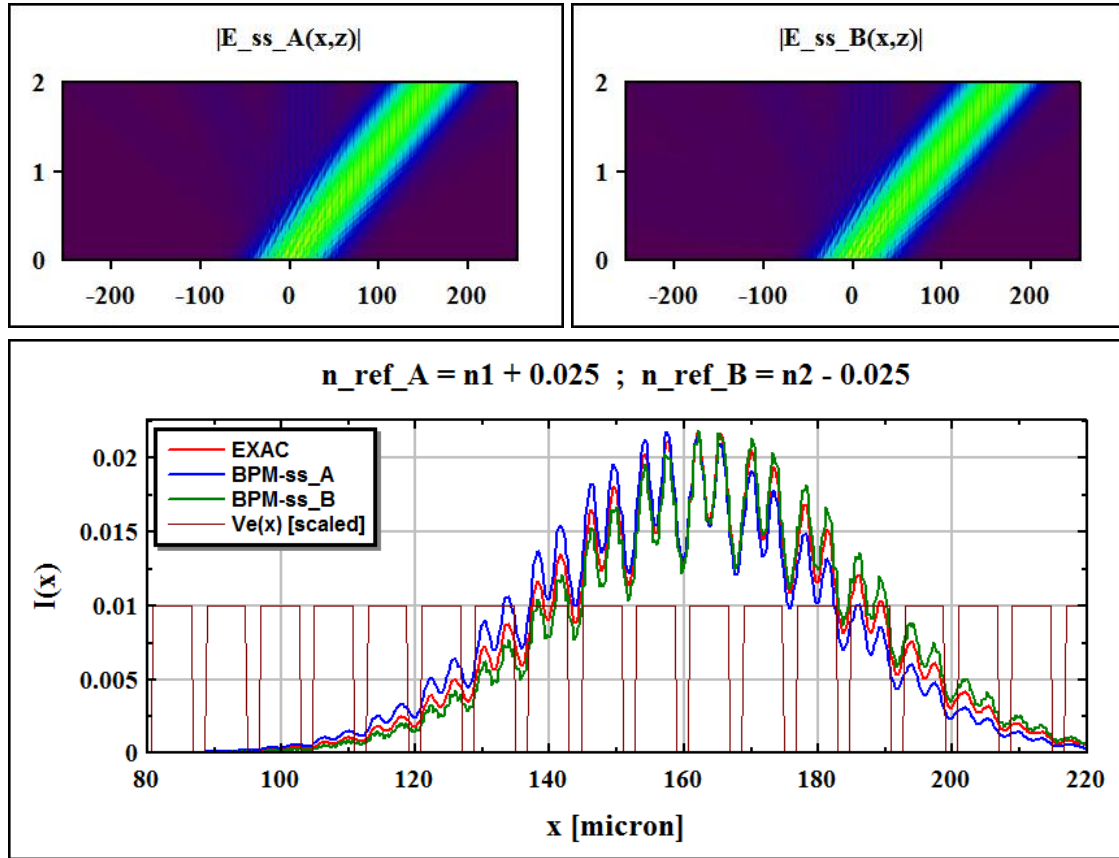 |E_ss_A(x,z)|
2
1
0
-200 -100 0 100 200
|E_ss_B(x,z)|
2
1
0
-200 -100 0 100 200
n_ref_A = n1 + 0.025 ; n_ref_B = n2 - 0.025
EXAC
BPM-ss_A
BPM-ss_B
Ve(x) [scaled]
I(x)
0.02
0.015
0.01
0.005
0
80 100 120 140 160 180 200 220
x [micron]